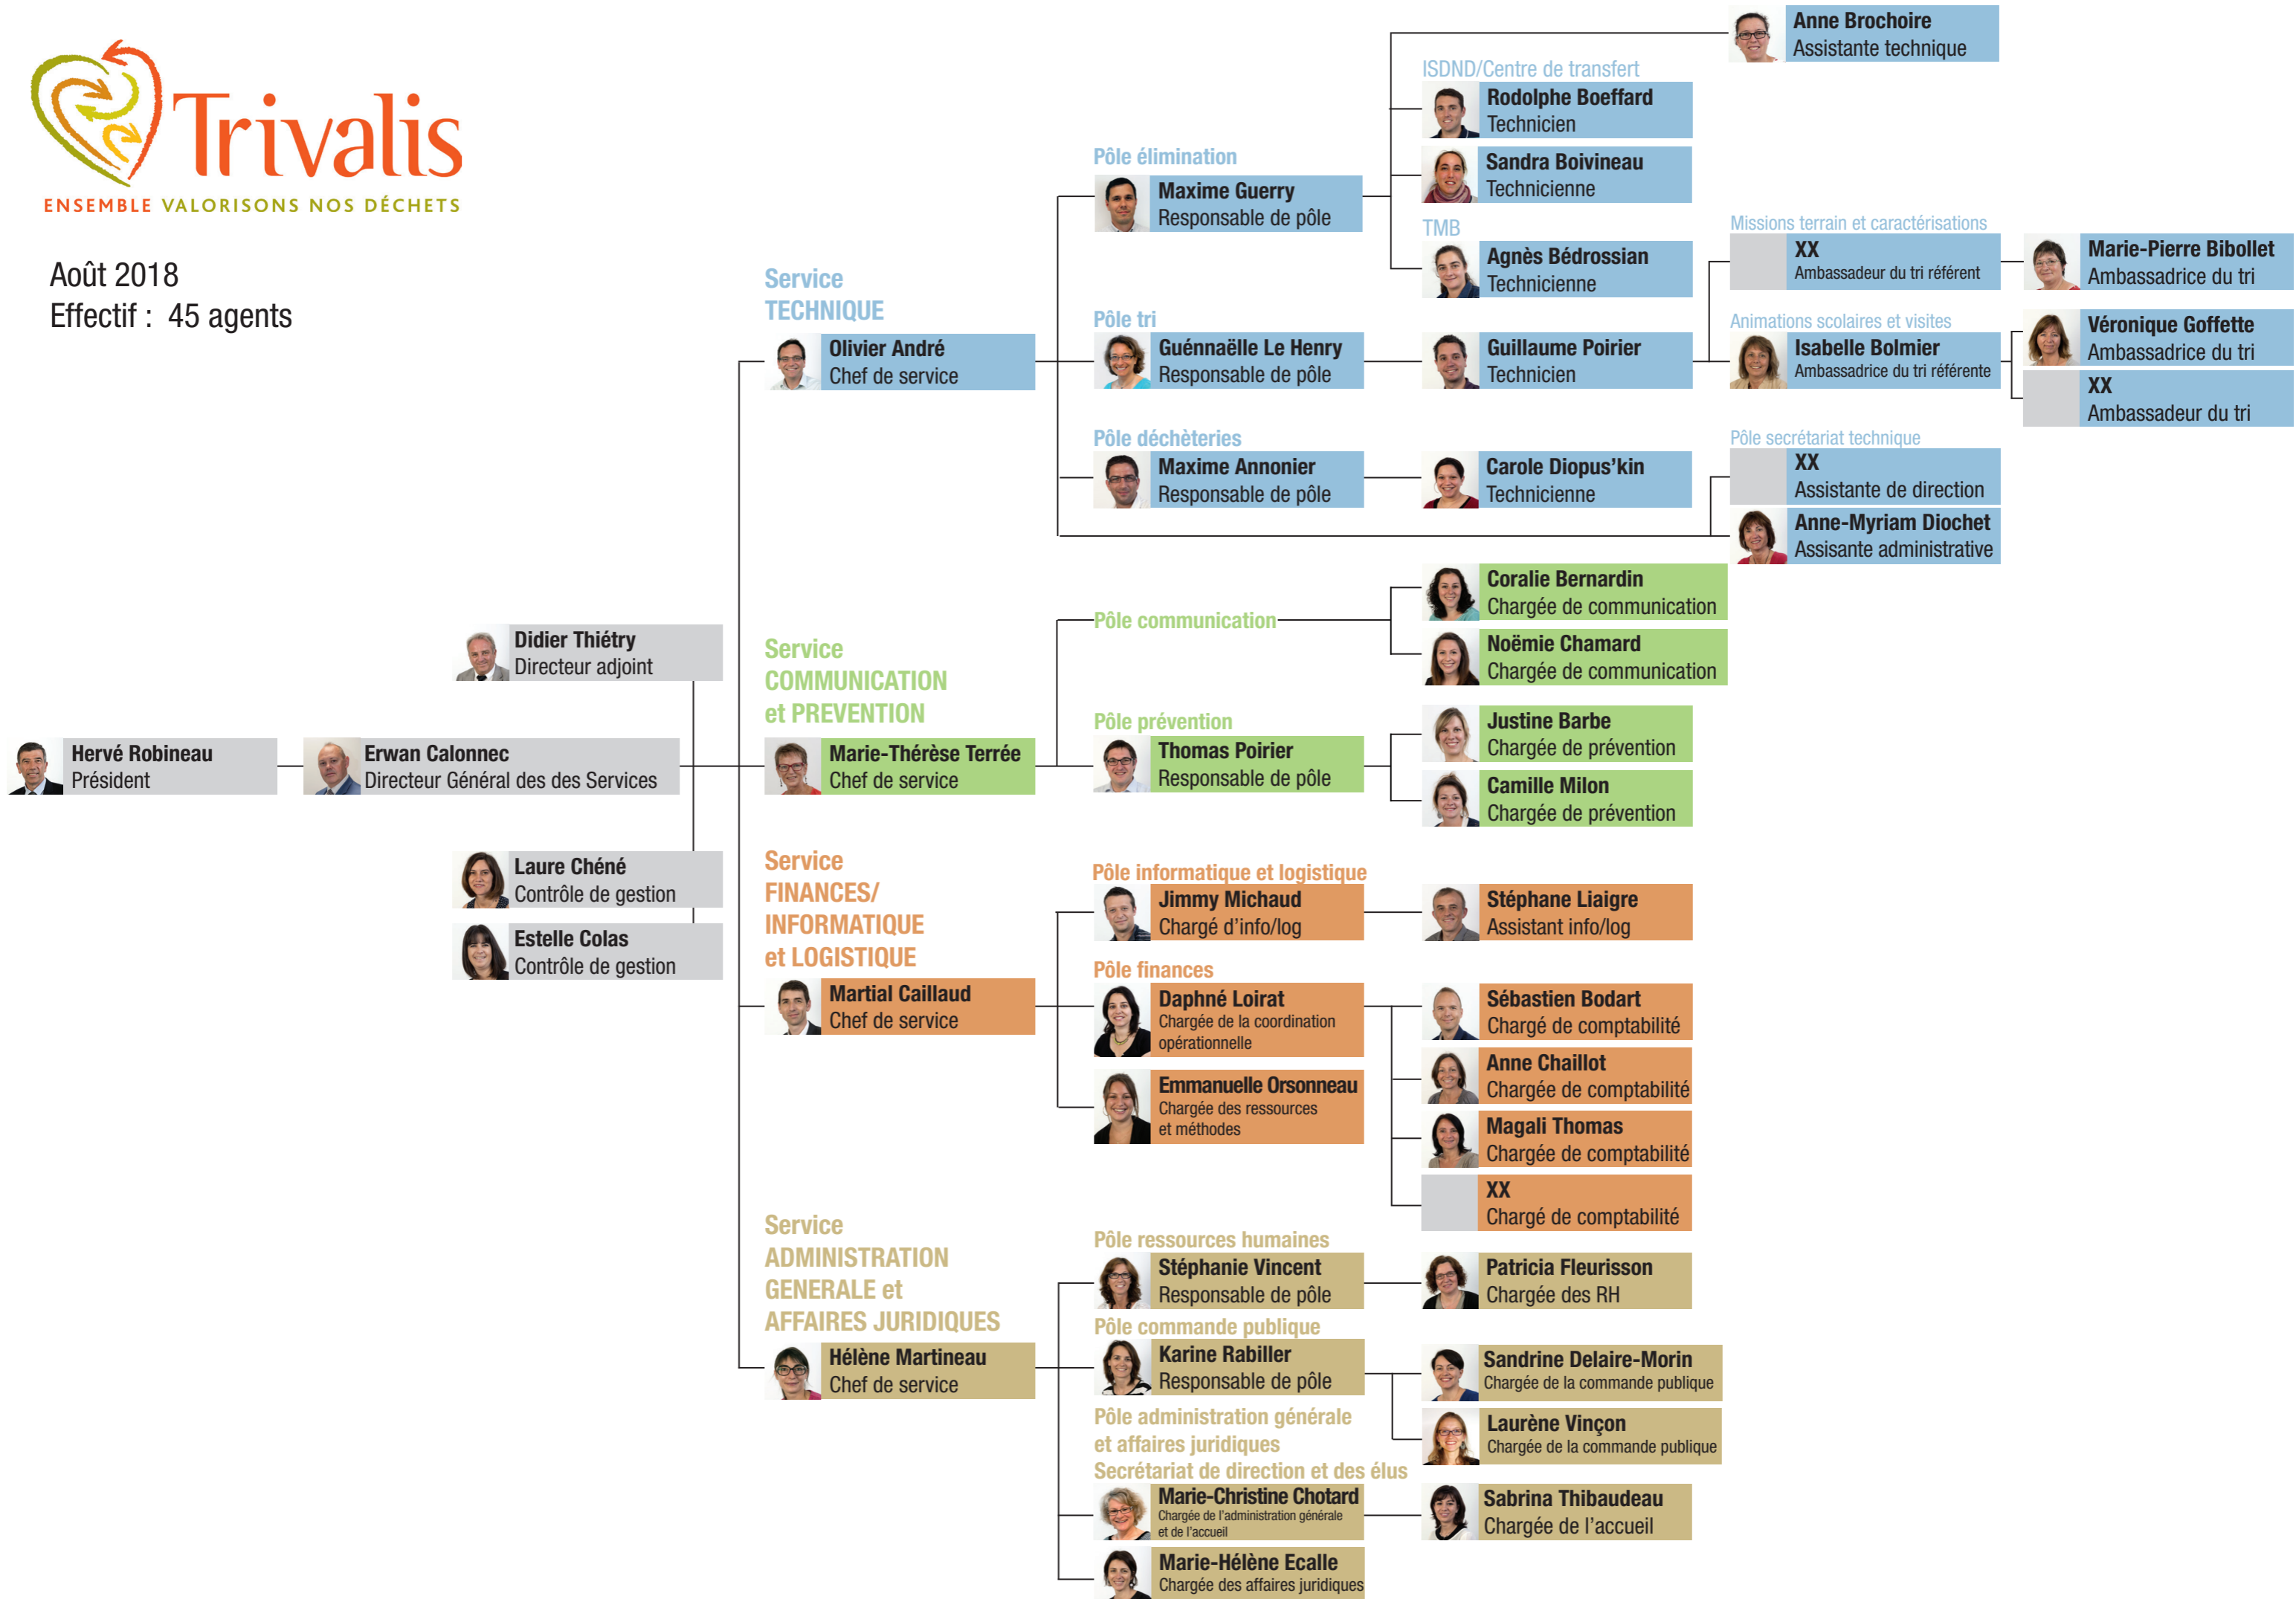 Trivalis
ENSEMBLE VALORISONS NOS DÉCHETS
Août 2018
Effectif : 45 agents
Hervé Robineau
Président
Erwan Calonnec
Directeur Général des des Services
Didier Thiétry
Directeur adjoint
Laure Chéné
Contrôle de gestion
Estelle Colas
Contrôle de gestion
Service
TECHNIQUE
Olivier André
Chef de service
Pôle élimination
Maxime Guerry
Responsable de pôle
Anne Brochoire
Assistante technique
ISDND/Centre de transfert
Rodolphe Boeffard
Technicien
Sandra Boivineau
Technicienne
TMB
Agnès Bédrossian
Technicienne
Pôle tri
Guénnaëlle Le Henry
Responsable de pôle
Guillaume Poirier
Technicien
Missions terrain et caractérisations
XX
Ambassadeur du tri référent
Marie-Pierre Bibollet
Ambassadrice du tri
Animations scolaires et visites
Isabelle Bolmier
Ambassadrice du tri référente
Véronique Goffette
Ambassadrice du tri
XX
Ambassadeur du tri
Pôle déchèteries
Maxime Annonier
Responsable de pôle
Carole Diopus’kin
Technicienne
Pôle secrétariat technique
XX
Assistante de direction
Anne-Myriam Diochet
Assisante administrative
Service
COMMUNICATION
et PREVENTION
Marie-Thérèse Terrée
Chef de service
Pôle communication
Coralie Bernardin
Chargée de communication
Noëmie Chamard
Chargée de communication
Pôle prévention
Thomas Poirier
Responsable de pôle
Justine Barbe
Chargée de prévention
Camille Milon
Chargée de prévention
Service
FINANCES/
INFORMATIQUE
et LOGISTIQUE
Martial Caillaud
Chef de service
Pôle informatique et logistique
Jimmy Michaud
Chargé d’info/log
Stéphane Liaigre
Assistant info/log
Pôle finances
Daphné Loirat
Chargée de la coordination
opérationnelle
Emmanuelle Orsonneau
Chargée des ressources
et méthodes
Sébastien Bodart
Chargé de comptabilité
Anne Chaillot
Chargée de comptabilité
Magali Thomas
Chargée de comptabilité
XX
Chargé de comptabilité
Service
ADMINISTRATION
GENERALE et
AFFAIRES JURIDIQUES
Hélène Martineau
Chef de service
Pôle ressources humaines
Stéphanie Vincent
Responsable de pôle
Patricia Fleurisson
Chargée des RH
Pôle commande publique
Karine Rabiller
Responsable de pôle
Sandrine Delaire-Morin
Chargée de la commande publique
Laurène Vinçon
Chargée de la commande publique
Pôle administration générale
et affaires juridiques
Secrétariat de direction et des élus
Marie-Christine Chotard
Chargée de l’administration générale
et de l’accueil
Sabrina Thibaudeau
Chargée de l’accueil
Marie-Hélène Ecalle
Chargée des affaires juridiques